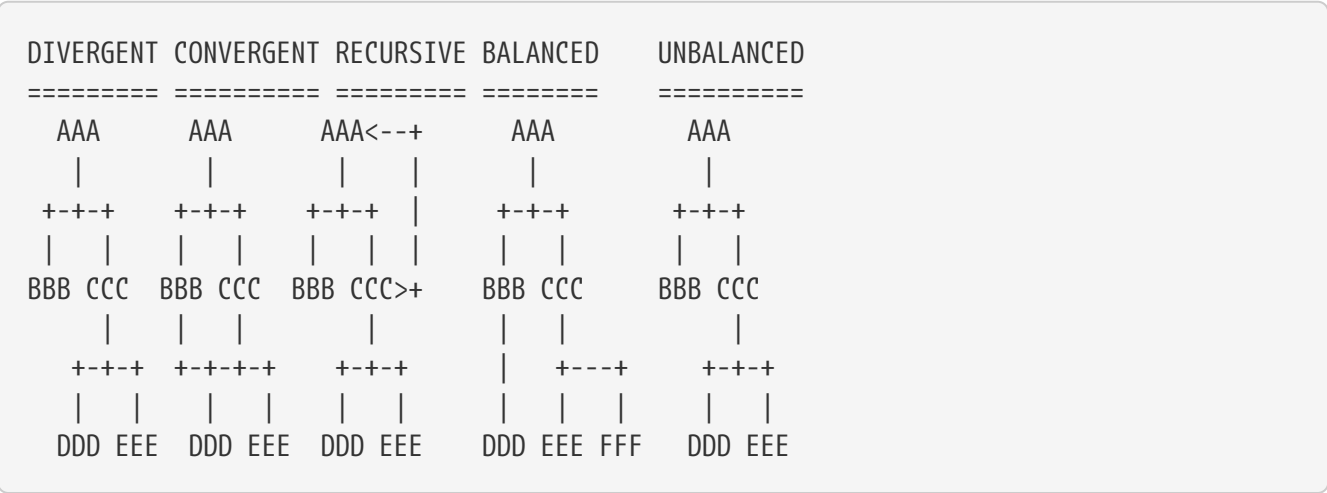 DIVERGENT CONVERGENT RECURSIVE BALANCED    UNBALANCED
========= ========== ========= ========    ==========
  AAA      AAA      AAA<--+      AAA         AAA
   |        |        |    |       |           |
 +-+-+    +-+-+    +-+-+  |     +-+-+       +-+-+
 |   |    |   |    |   |  |     |   |       |   |
BBB CCC  BBB CCC  BBB CCC>+    BBB CCC     BBB CCC
     |    |   |        |        |   |           |
   +-+-+ +-+-+-+     +-+-+      |   +---+     +-+-+
   |   |    |   |    |   |      |   |   |     |   |
  DDD EEE  DDD EEE  DDD EEE    DDD EEE FFF   DDD EEE